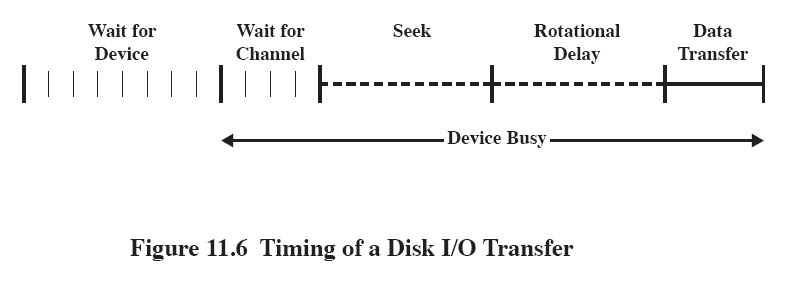 Wait for
Device
Wait for
Channel
Seek
Rotational
Delay
Data
Transfer
Device Busy
Figure 11.6 Timing of a Disk I/O Transfer